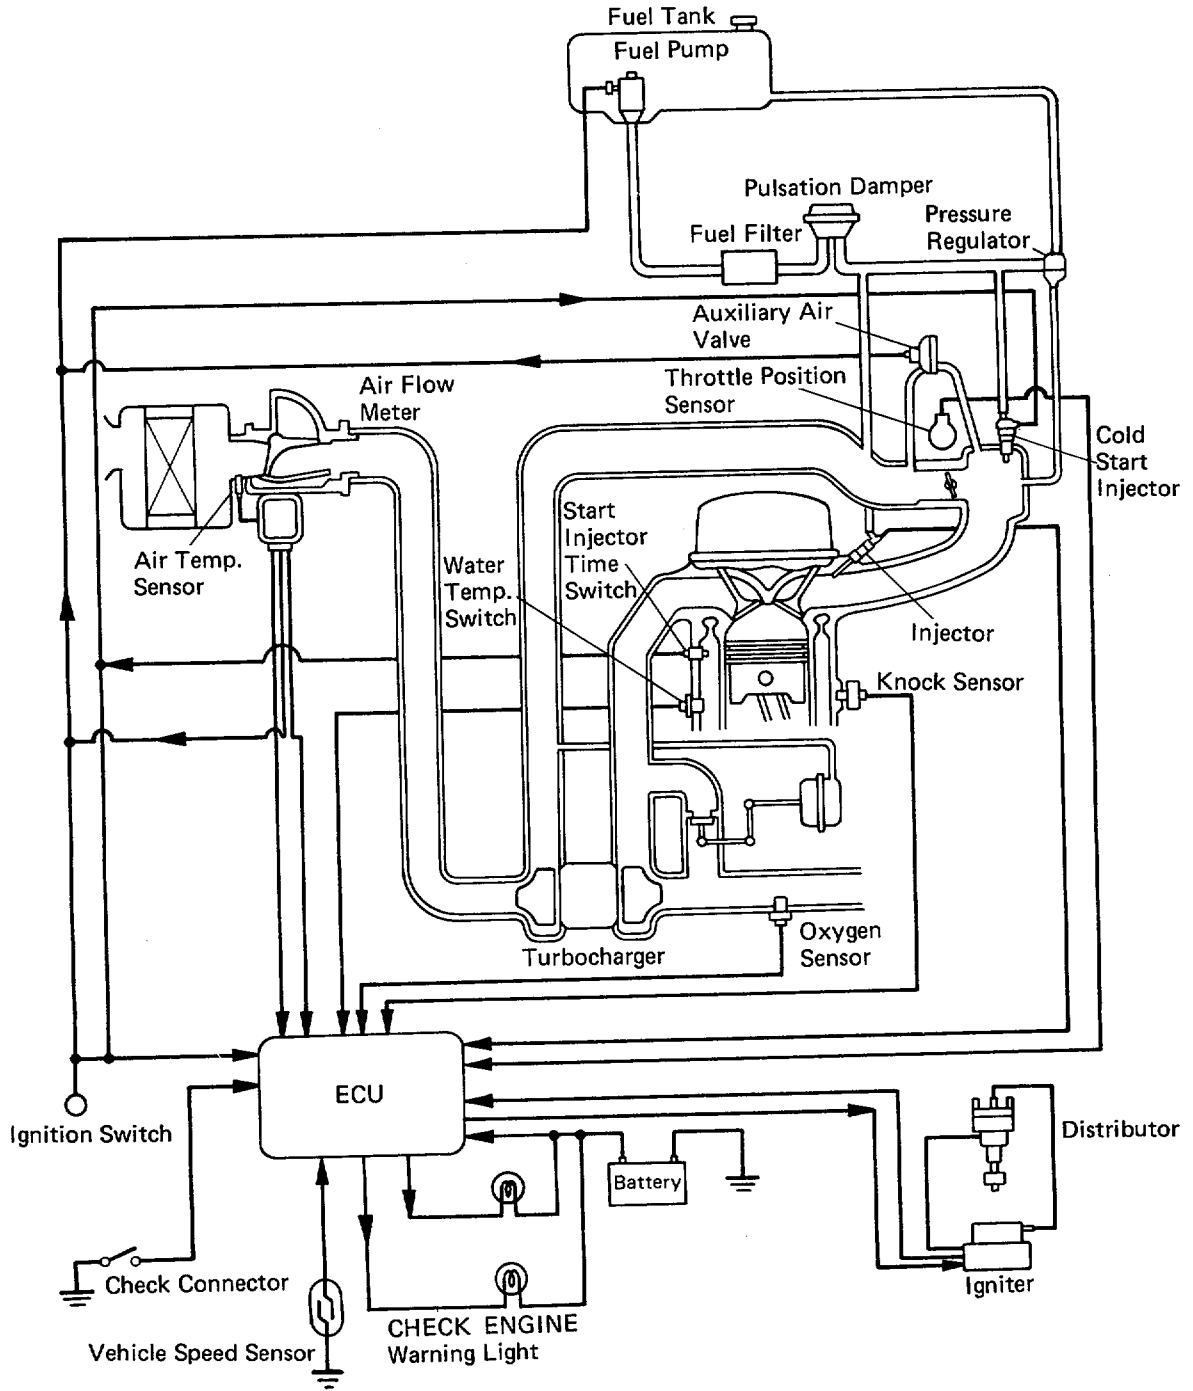 Fuel Tank
Fuel Pump
Pulsation Damper
Pressure
Regulator
Fuel Filter
Auxiliary Air
Valve
Throttle Position
Sensor
Air Flow
Meter
Cold
Start
Injector
Start
Injector
Time
Switch
Air Temp.
Sensor
Water
Temp.
Switch
Injector
Knock Sensor
Oxygen
Sensor
Turbocharger
ECU
Ignition Switch
Distributor
Battery
Check Connector
Igniter
CHECK ENGINE
Warning Light
Vehicle Speed Sensor